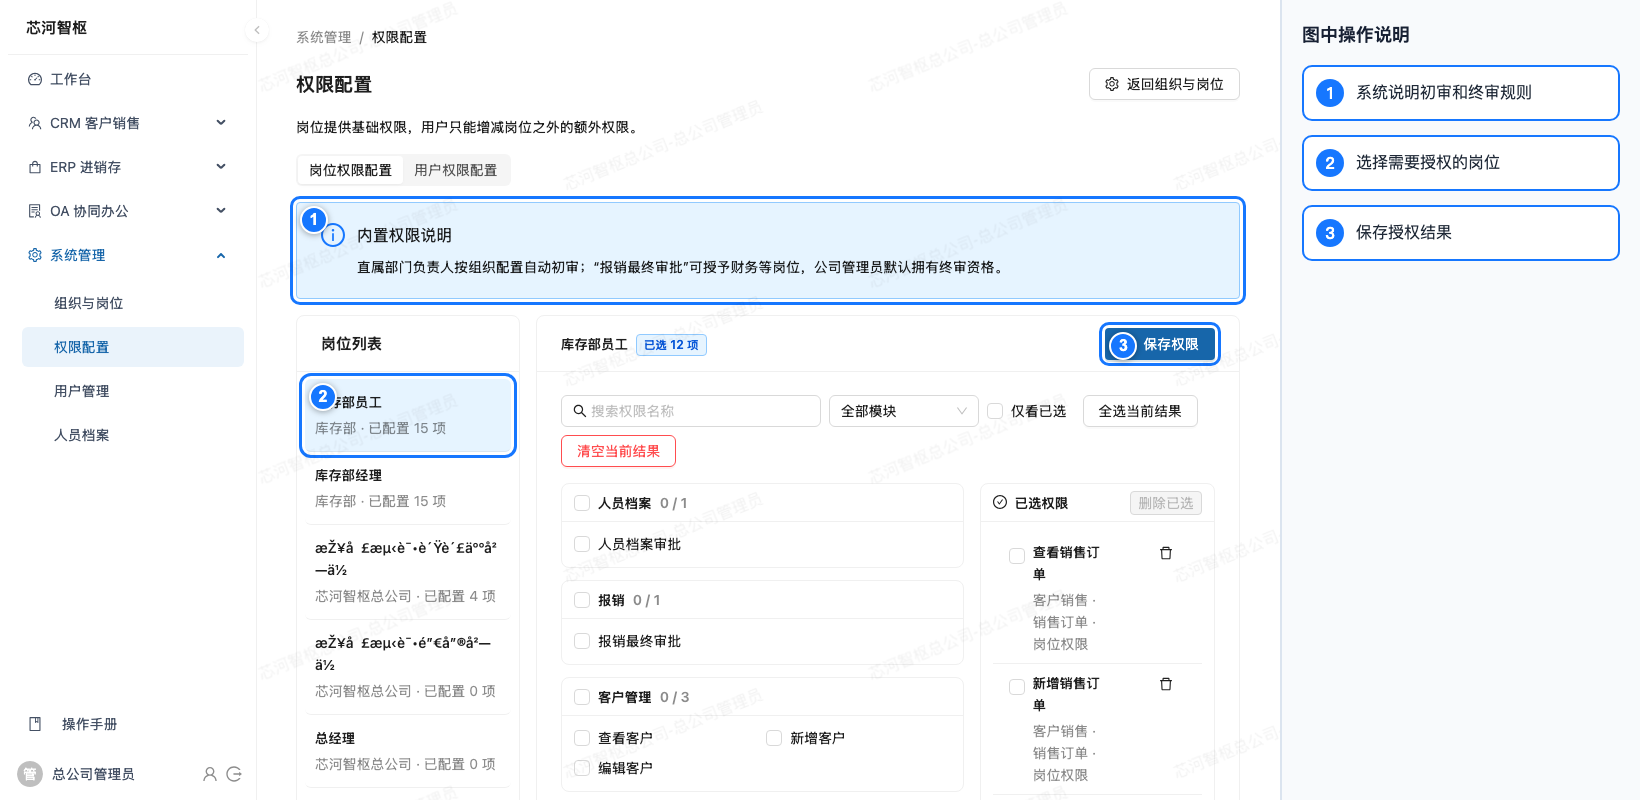 芯河智枢
工作台
CRM 客户销售
ERP 进销存
OA 协同办公
系统管理
组织与岗位
权限配置
用户管理
人员档案
操作手册
管 总公司管理员
系统管理 / 权限配置
权限配置
返回组织与岗位
岗位提供基础权限，用户只能增减岗位之外的额外权限。
岗位权限配置 用户权限配置
1
内置权限说明
直属部门负责人按组织配置自动初审；“报销最终审批”可授予财务等岗位，公司管理员默认拥有终审资格。
岗位列表
2
存部员工
库存部 · 已配置 15 项
库存部经理
库存部 · 已配置 15 项
芯河智枢总公司 · 已配置 4 项
芯河智枢总公司 · 已配置 0 项
总经理
芯河智枢总公司 · 已配置 0 项
库存部员工 已选 12 项
3 保存权限
搜索权限名称 全部模块 仅看已选 全选当前结果
清空当前结果
人员档案 0 / 1
人员档案审批
报销 0 / 1
报销最终审批
客户管理 0 / 3
查看客户 新增客户
编辑客户
已选权限 删除已选
查看销售订
单
客户销售 ·
销售订单 ·
岗位权限
新增销售订
单
客户销售 ·
销售订单 ·
岗位权限
图中操作说明
1 系统说明初审和终审规则
2 选择需要授权的岗位
3 保存授权结果
芯河智枢总公司-总公司管理员